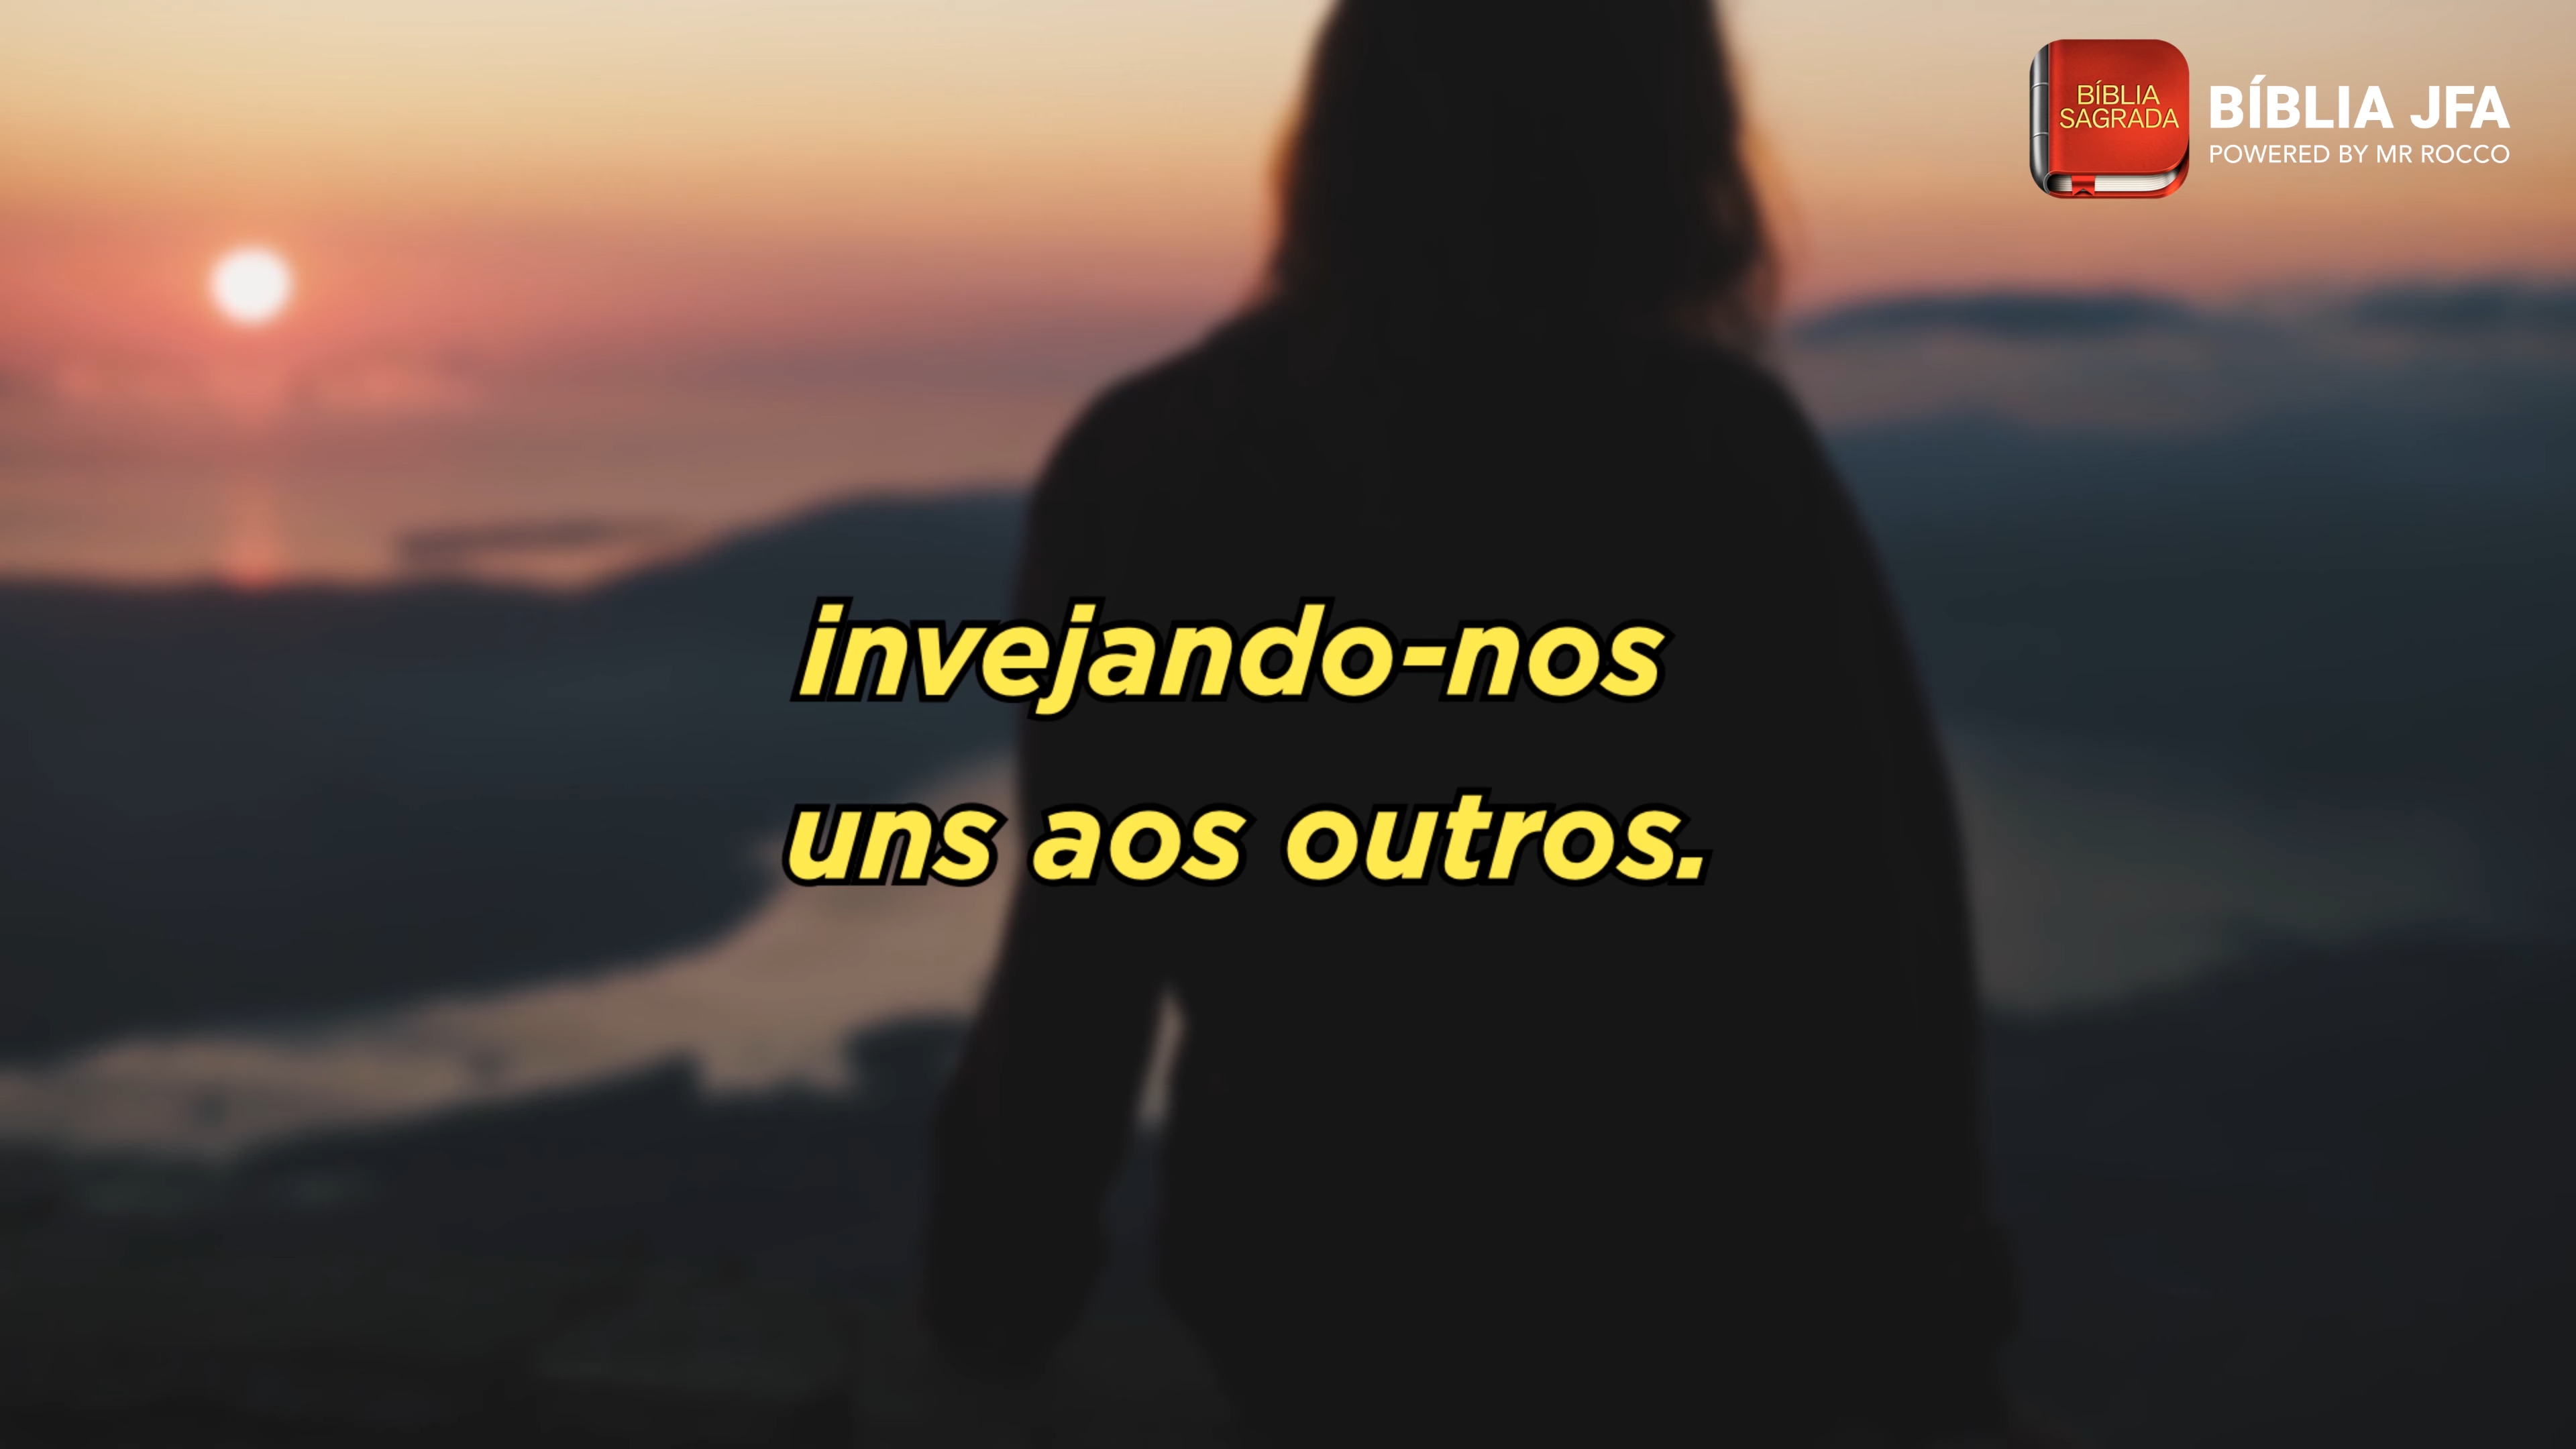 BÍBLIA
SAGRADA
BÍBLIA JFA
POWERED BY MR ROCCO
invejando-nos
uns aos outros.